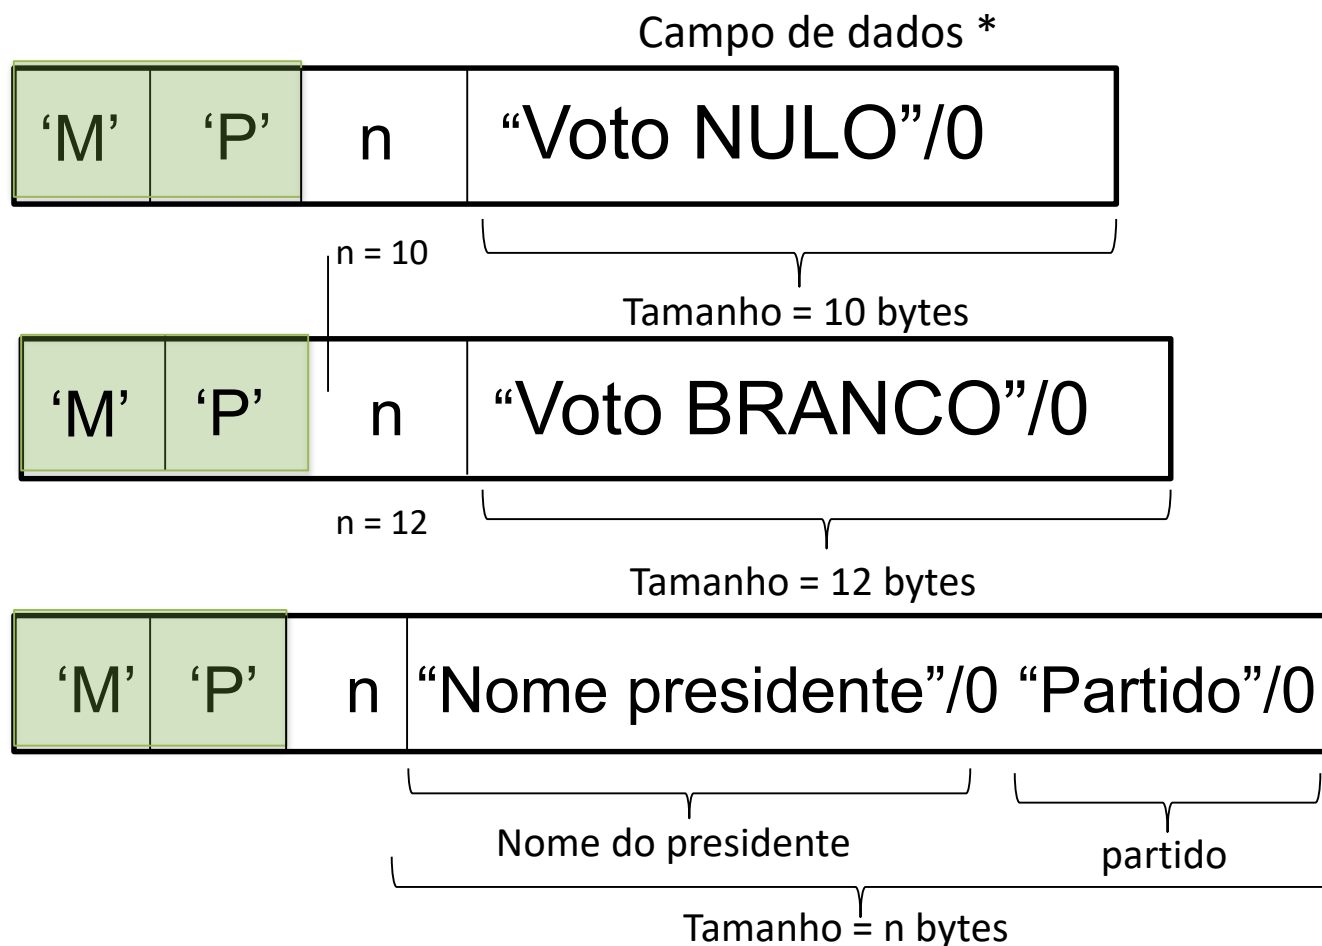 Campo de dados *
‘M’ ‘P’ n “Voto NULO”/0
n = 10
Tamanho = 10 bytes
‘M’ ‘P’ n “Voto BRANCO”/0
n = 12
Tamanho = 12 bytes
‘M’ ‘P’ n “Nome presidente”/0 “Partido”/0
Nome do presidente
partido
Tamanho = n bytes